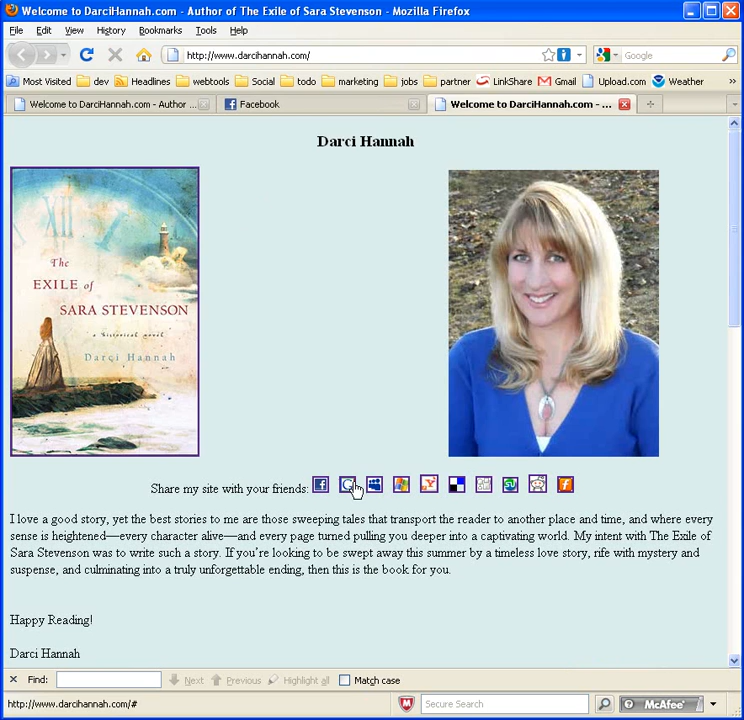 Welcome to DarciHannah.com - Author of The Exile of Sara Stevenson - Mozilla Firefox
File Edit View History Bookmarks Tools Help
http://www.darcihannah.com/ Google
Most Visited dev Headlines webtools Social todo marketing jobs partner LinkShare Gmail Upload.com Weather »
Welcome to DarciHannah.com - Author ... Facebook Welcome to DarciHannah.com - ...
Darci Hannah
XII
The
EXILE of
SARA STEVENSON
a historical novel
Darci Hannah
Share my site with your friends:
I love a good story, yet the best stories to me are those sweeping tales that transport the reader to another place and time, and where every
sense is heightened—every character alive—and every page turned pulling you deeper into a captivating world. My intent with The Exile of
Sara Stevenson was to write such a story. If you're looking to be swept away this summer by a timeless love story, rife with mystery and
suspense, and culminating into a truly unforgettable ending, then this is the book for you.
Happy Reading!
Darci Hannah
Find: Next Previous Highlight all Match case
http://www.darcihannah.com/# Secure Search McAfee